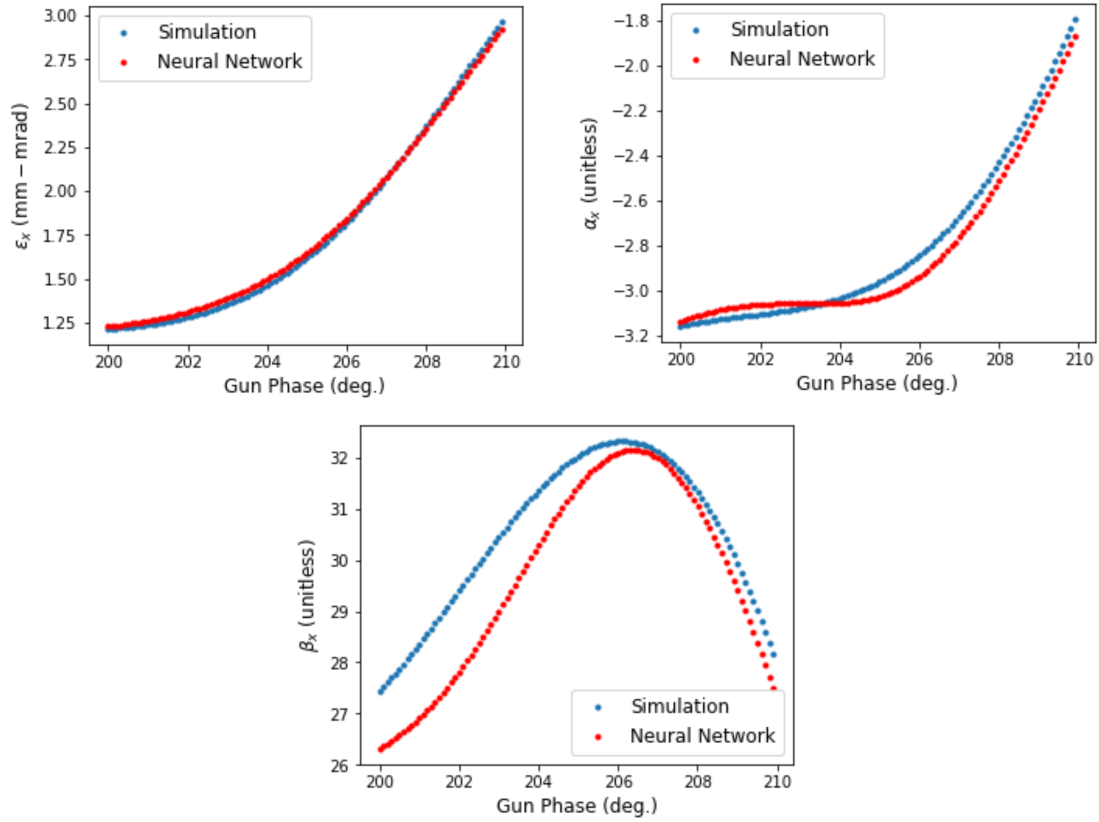 3.00
2.75
2.50
2.25
2.00
1.75
1.50
1.25
εx (mm − mrad)
Simulation
Neural Network
200 202 204 206 208 210
Gun Phase (deg.)
−1.8
−2.0
−2.2
−2.4
−2.6
−2.8
−3.0
−3.2
αx (unitless)
Simulation
Neural Network
200 202 204 206 208 210
Gun Phase (deg.)
32
31
30
29
28
27
26
βx (unitless)
Simulation
Neural Network
200 202 204 206 208 210
Gun Phase (deg.)